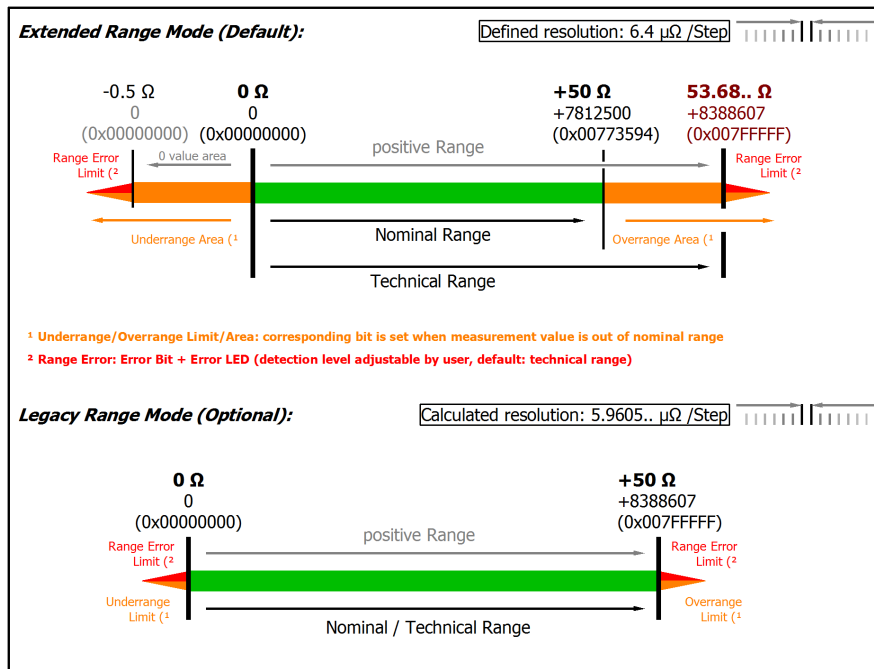 Extended Range Mode (Default):
Defined resolution: 6.4 µΩ /Step
-0.5 Ω
0
(0x00000000)
0 Ω
0
(0x00000000)
+50 Ω
+7812500
(0x00773594)
53.68.. Ω
+8388607
(0x007FFFFF)
Range Error
Limit (²
0 value area
positive Range
Range Error
Limit (²
Underrange Area (¹
Nominal Range
Overrange Area (¹
Technical Range
¹ Underrange/Overrange Limit/Area: corresponding bit is set when measurement value is out of nominal range
² Range Error: Error Bit + Error LED (detection level adjustable by user, default: technical range)
Legacy Range Mode (Optional):
Calculated resolution: 5.9605.. µΩ /Step
0 Ω
0
(0x00000000)
+50 Ω
+8388607
(0x007FFFFF)
positive Range
Range Error
Limit (²
Range Error
Limit (²
Underrange
Limit (¹
Overrange
Limit (¹
Nominal / Technical Range